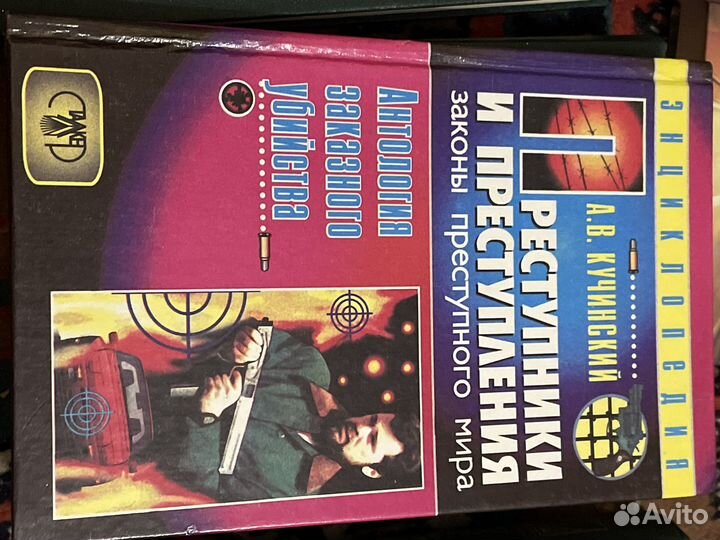 ЭНЦИКЛОПЕДИЯ
А.В. КУЧИНСКИЙ
ПРЕСТУПНИКИ
И ПРЕСТУПЛЕНИЯ
законы преступного мира
Антология
заказного
убийства
Avito